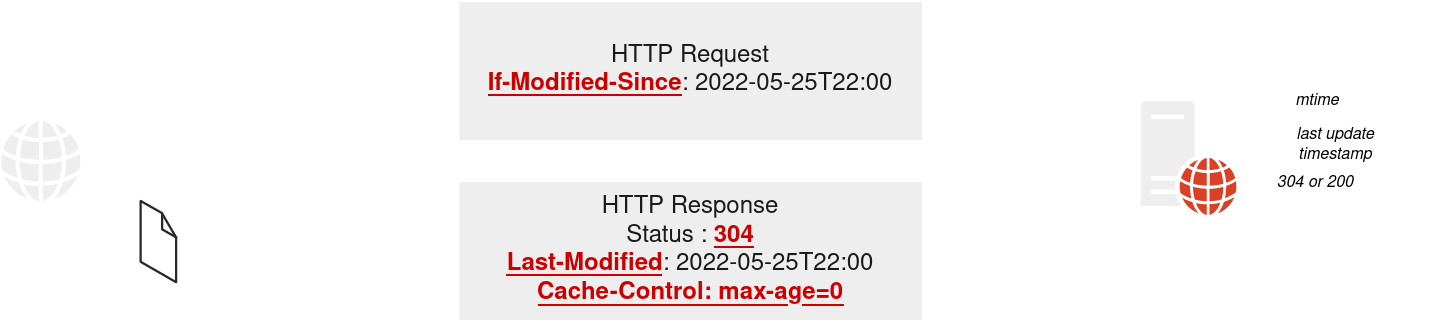 HTTP Request
If-Modified-Since: 2022-05-25T22:00
HTTP Response
Status : 304
Last-Modified: 2022-05-25T22:00
Cache-Control: max-age=0
mtime
last update
timestamp
304 or 200